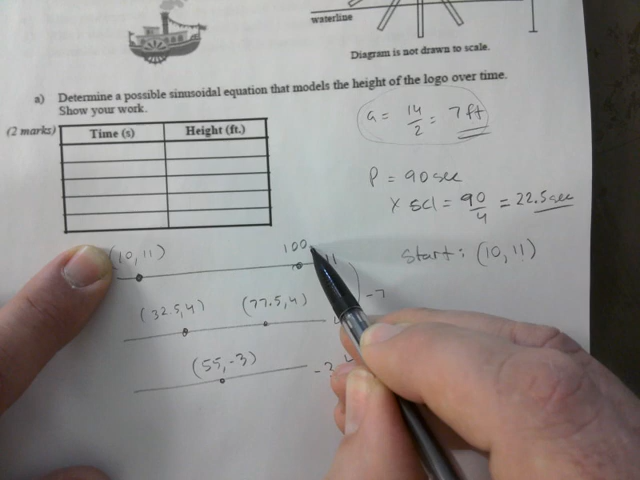 waterline
Diagram is not drawn to scale.
a) Determine a possible sinusoidal equation that models the height of the logo over time.
Show your work.
(2 marks)
Time (s) Height (ft.)
a = 14/2 = 7ft
P = 90 sec
X scl = 90/4 = 22.5 sec
start: (10, 11)
(10, 11) 100, 11
(32.5, 4) (77.5, 4) -7
(55, -3) -3